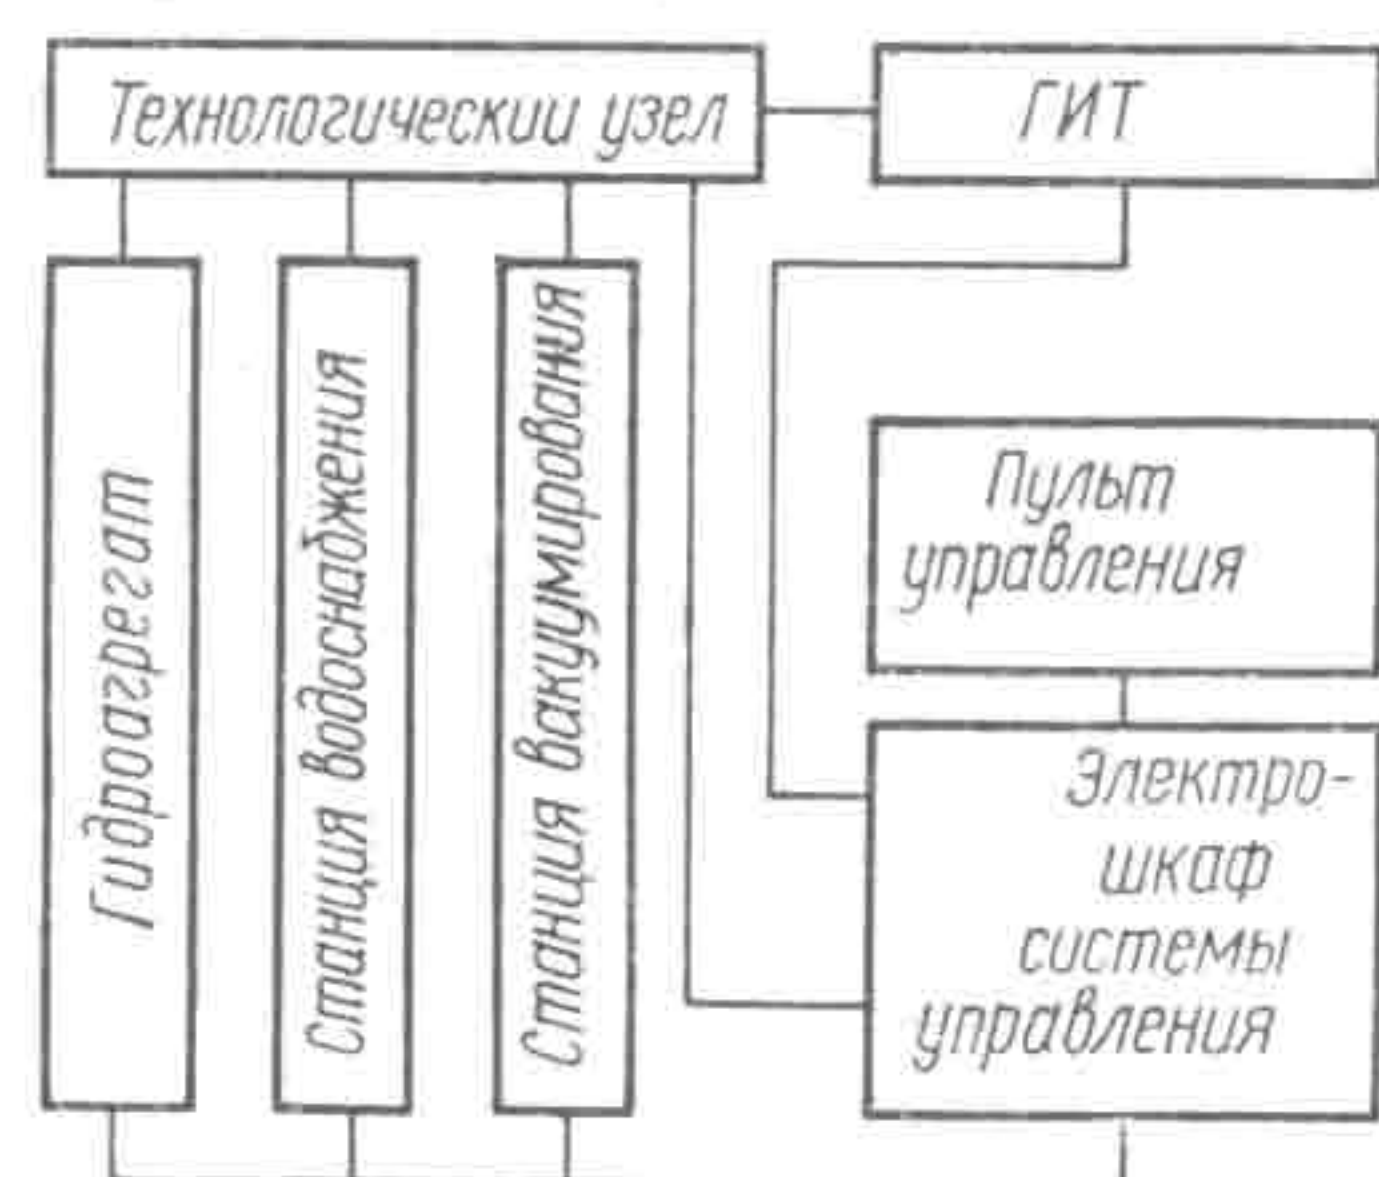 Технологический узел
ГИТ
Гидроагрегат
Станция водоснабжения
Станция вакуумирования
Пульт
управления
Электро-
шкаф
системы
управления